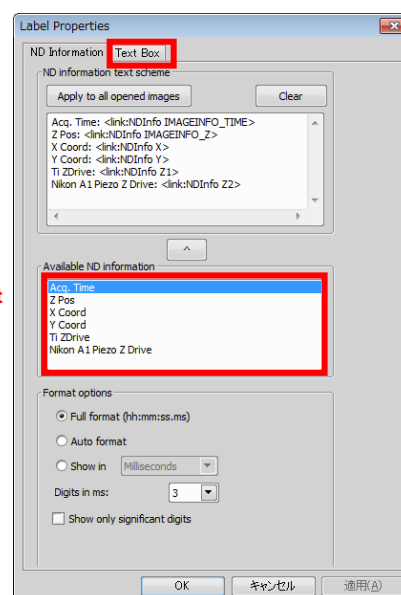 Label Properties
ND Information Text Box
ND information text scheme
Apply to all opened images Clear
Acq. Time: <link:NDInfo IMAGEINFO_TIME>
Z Pos: <link:NDInfo IMAGEINFO_Z>
X Coord: <link:NDInfo X>
Y Coord: <link:NDInfo Y>
Ti ZDrive: <link:NDInfo Z1>
Nikon A1 Piezo Z Drive: <link:NDInfo Z2>
^
Available ND information
Acq. Time
Z Pos
X Coord
Y Coord
Ti ZDrive
Nikon A1 Piezo Z Drive
Format options
Full format (hh:mm:ss.ms)
Auto format
Show in Milliseconds
Digits in ms: 3
Show only significant digits
OK キャンセル 適用(A)